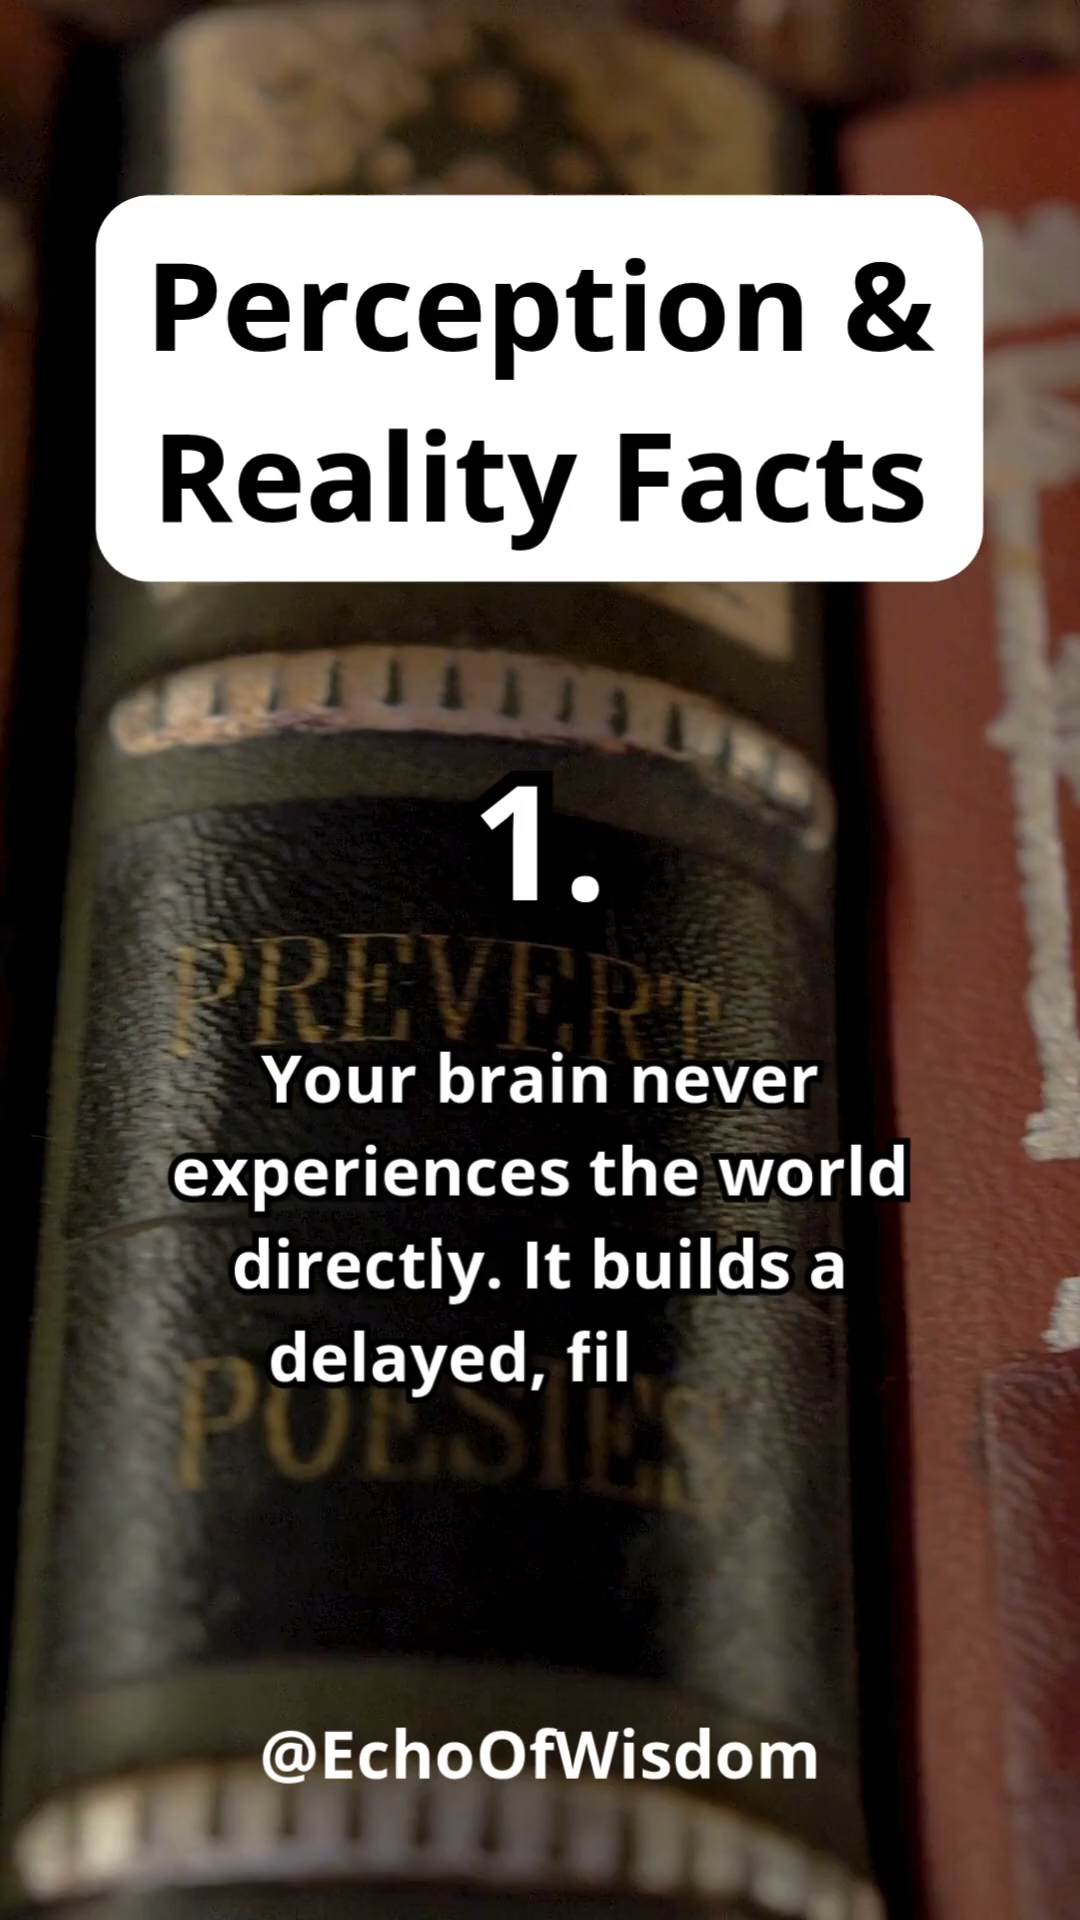 Perception &
Reality Facts
1.
PREVERT
Your brain never
experiences the world
directly. It builds a
delayed, fil
POESIES
@EchoOfWisdom